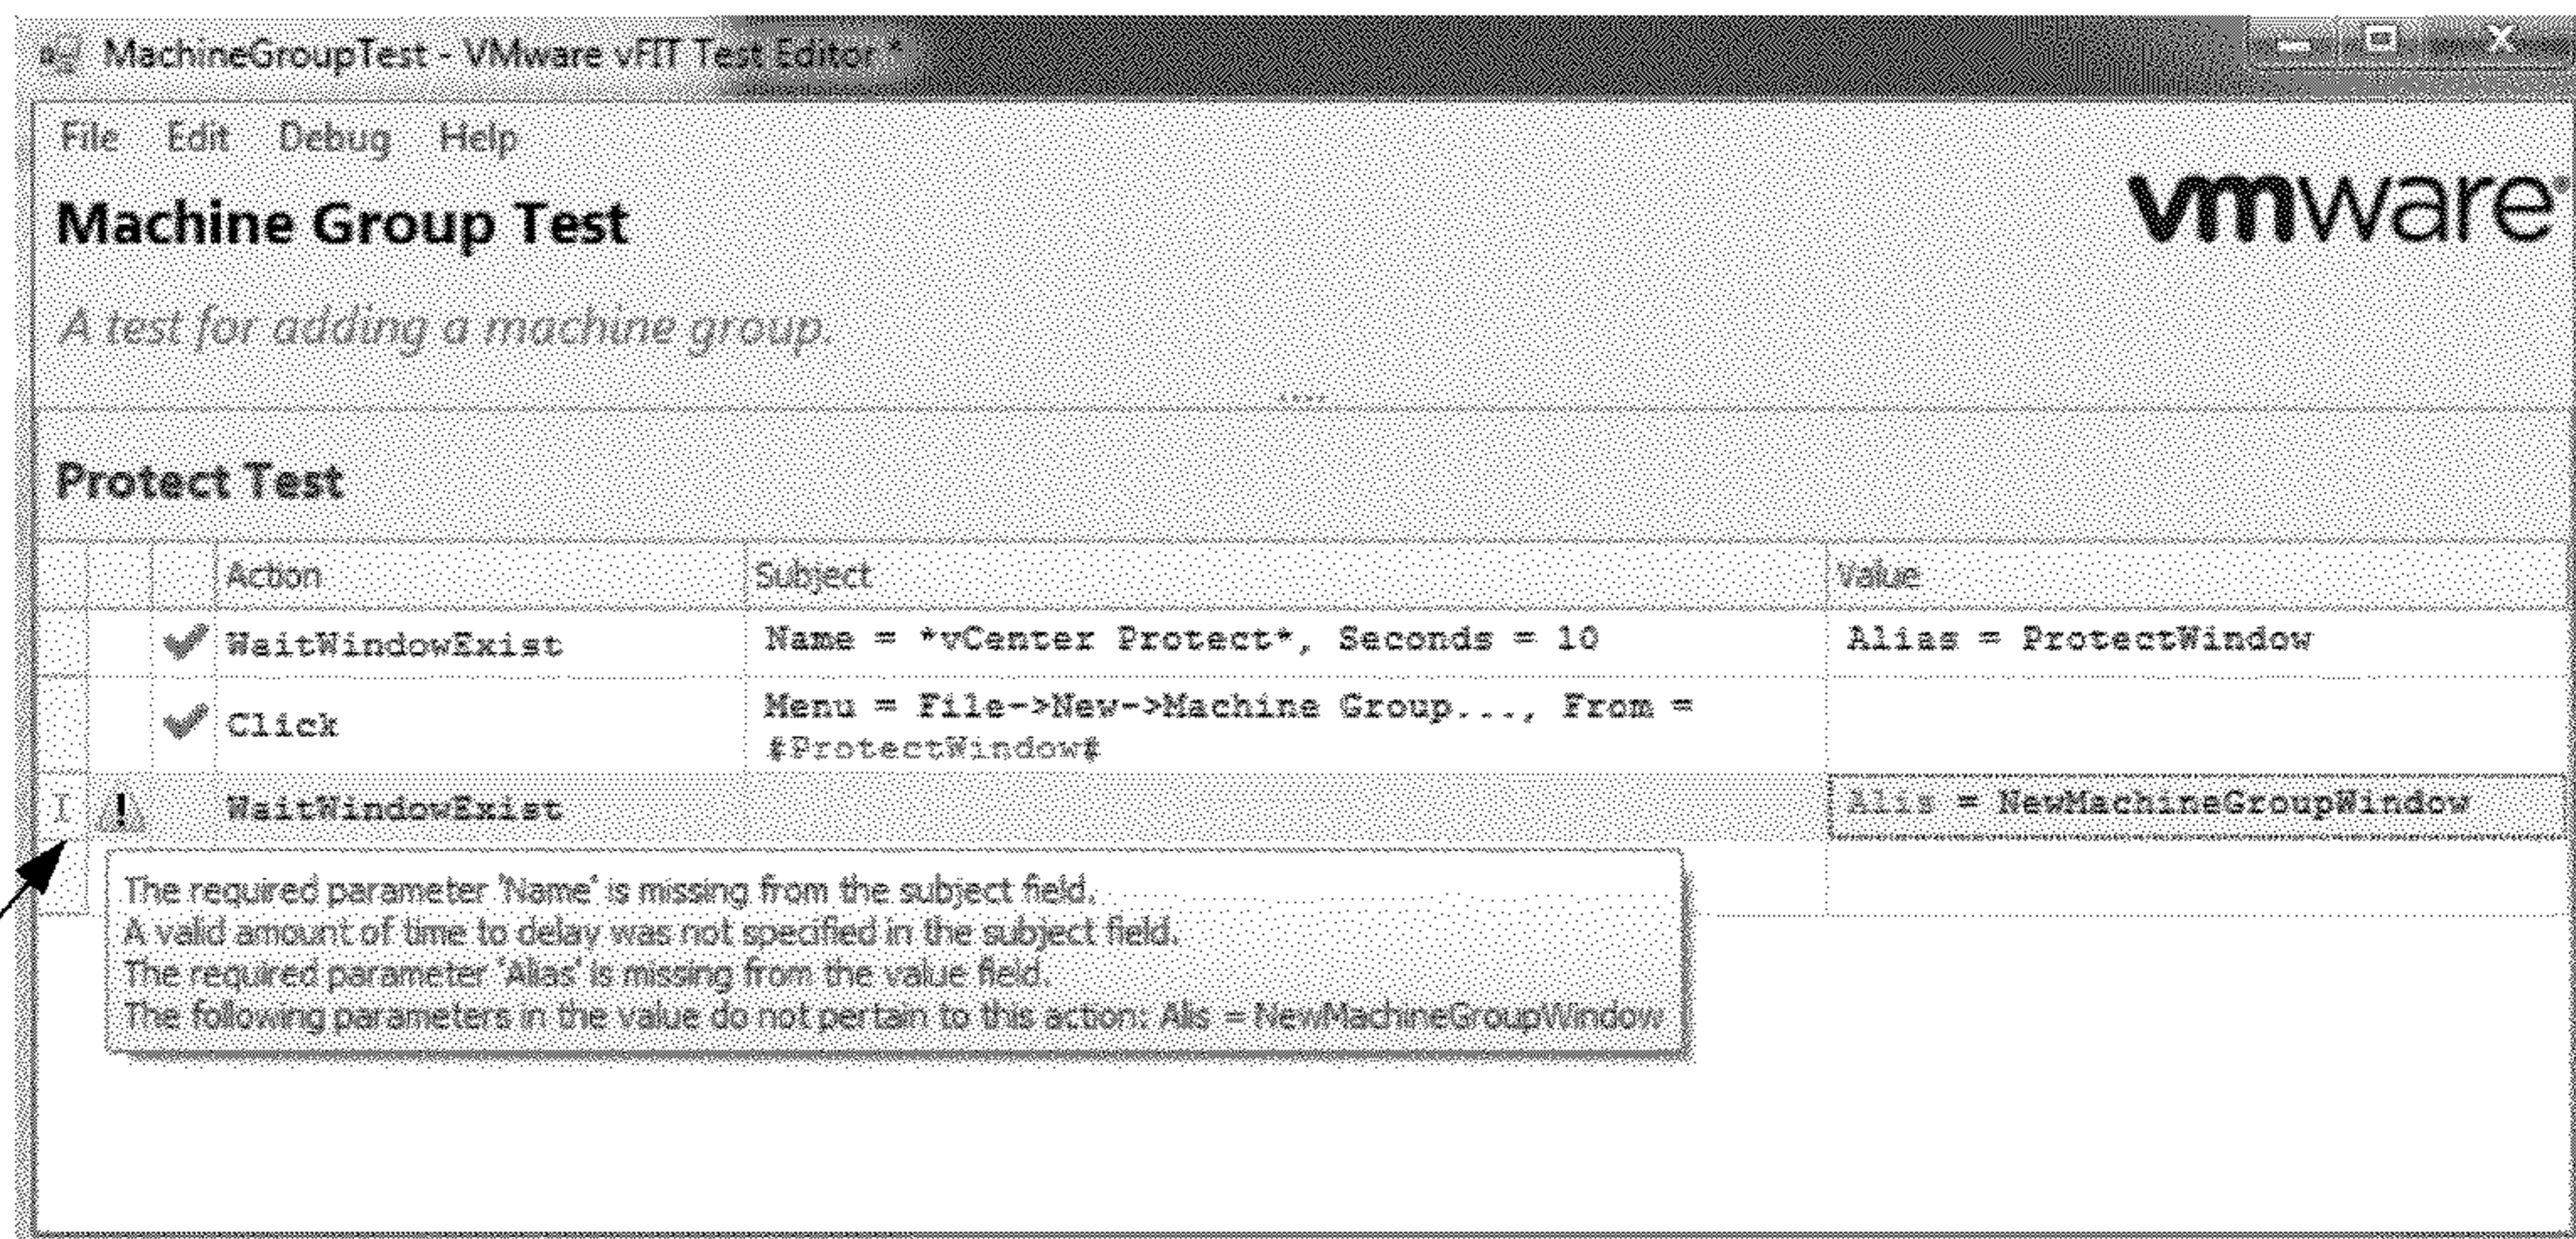 MachineGroupTest - VMware vFIT Test Editor *
File Edit Debug Help
Machine Group Test
vmware
A test for adding a machine group.
Protect Test
Action Subject Value
WaitWindowExist Name = *vCenter Protect*, Seconds = 10 Alias = ProtectWindow
Click Menu = File->New->Machine Group..., From =
#ProtectWindow#
WaitWindowExist Alis = NewMachineGroupWindow
The required parameter 'Name' is missing from the subject field.
A valid amount of time to delay was not specified in the subject field.
The required parameter 'Alias' is missing from the value field.
The following parameters in the value do not pertain to this action: Alis = NewMachineGroupWindow